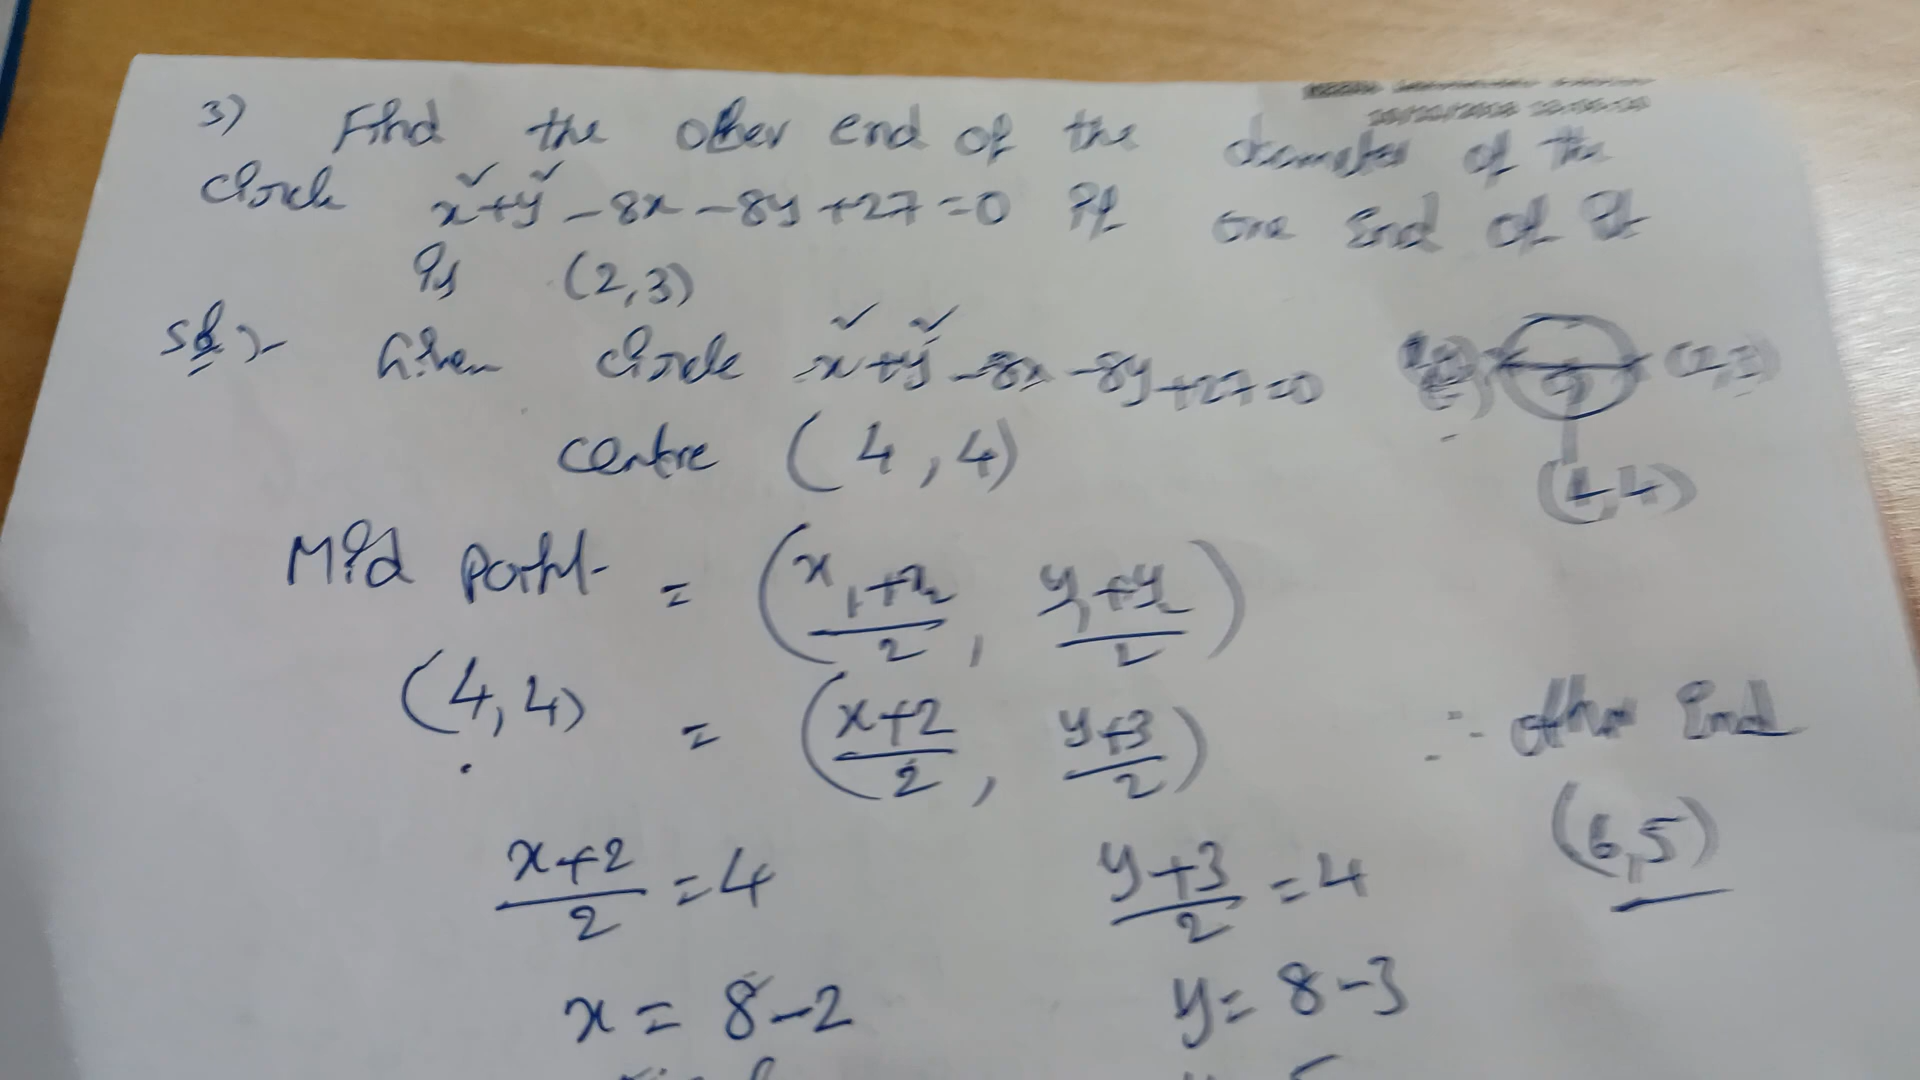 3) Find the other end of the diameter of the
circle x²+y²-8x-8y+27=0 if one end of it
is (2,3)
Sol:- Given circle x²+y²-8x-8y+27=0
(2,3)
centre (4,4)
(4,4)
Mid point = (x₁+x₂/2, y₁+y₂/2)
(4,4) = (x+2/2, y+3/2)
∴ other end
(6,5)
x+2/2 =4 y+3/2 =4
x = 8-2 y= 8-3